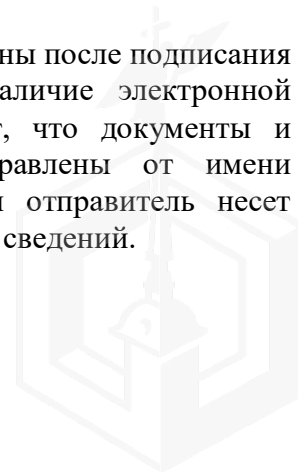 ны после подписания
аличие электронной
, что документы и
равлены от имени
отправитель несет
сведений.